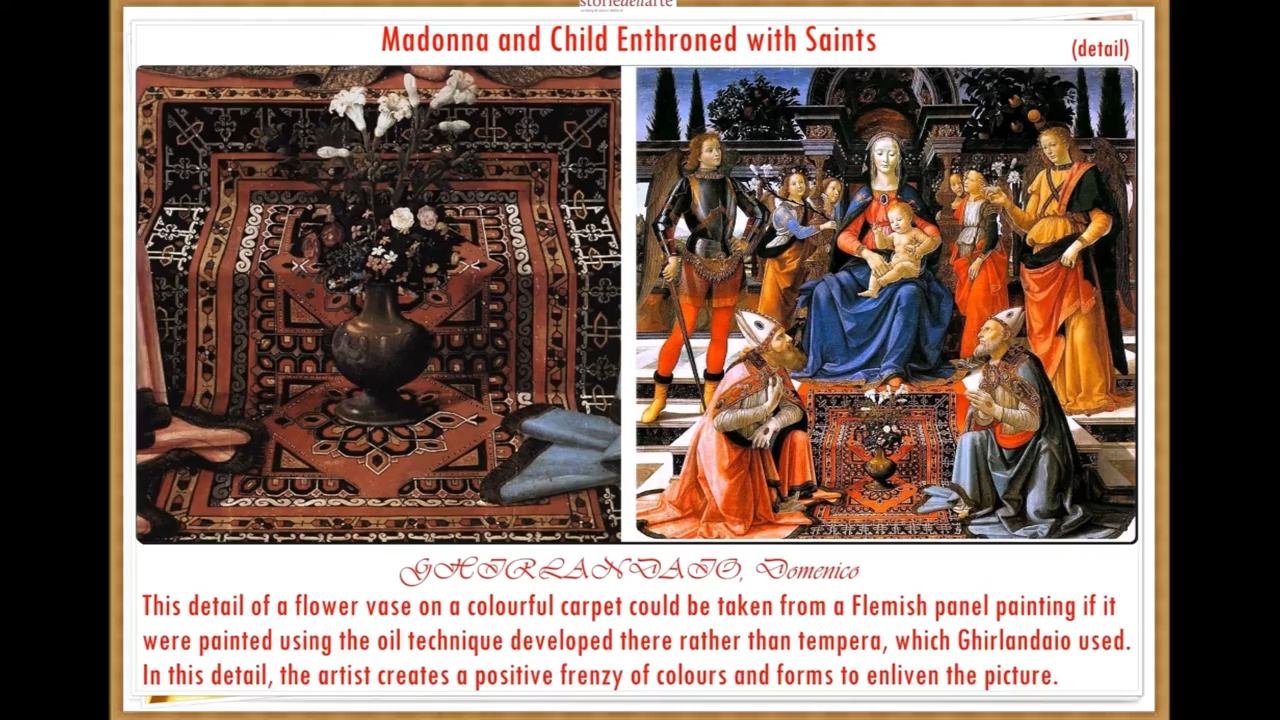 storiedellarte
Madonna and Child Enthroned with Saints
(detail)
GHIRLANDAIO, Domenico
This detail of a flower vase on a colourful carpet could be taken from a Flemish panel painting if it
were painted using the oil technique developed there rather than tempera, which Ghirlandaio used.
In this detail, the artist creates a positive frenzy of colours and forms to enliven the picture.